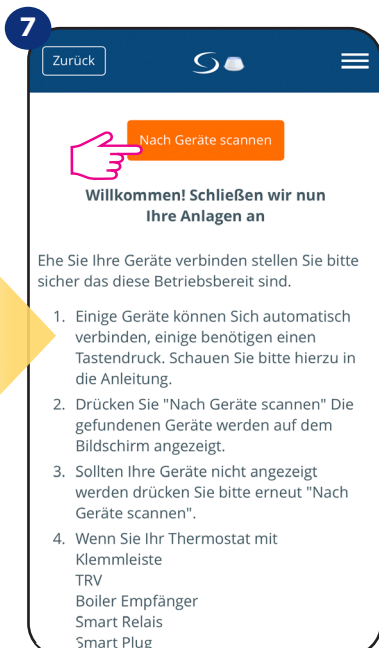 7
Zurück
Nach Geräte scannen
Willkommen! Schließen wir nun
Ihre Anlagen an
Ehe Sie Ihre Geräte verbinden stellen Sie bitte
sicher das diese Betriebsbereit sind.
1. Einige Geräte können Sich automatisch
verbinden, einige benötigen einen
Tastendruck. Schauen Sie bitte hierzu in
die Anleitung.
2. Drücken Sie "Nach Geräte scannen" Die
gefundenen Geräte werden auf dem
Bildschirm angezeigt.
3. Sollten Ihre Geräte nicht angezeigt
werden drücken Sie bitte erneut "Nach
Geräte scannen".
4. Wenn Sie Ihr Thermostat mit
Klemmleiste
TRV
Boiler Empfänger
Smart Relais
Smart Plug